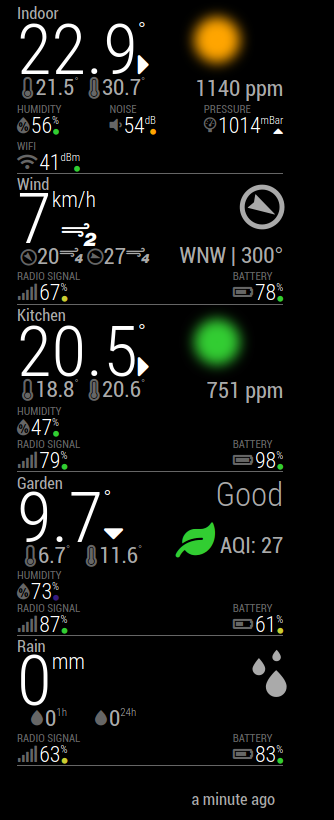 Indoor
22.9°
21.5° 30.7°
1140 ppm
HUMIDITY NOISE PRESSURE
56% 54dB 1014mBar
WIFI
41dBm
Wind
7 km/h
2
20 4 27 4
WNW | 300°
RADIO SIGNAL BATTERY
67% 78%
Kitchen
20.5°
18.8° 20.6°
751 ppm
HUMIDITY
47%
RADIO SIGNAL BATTERY
79% 98%
Garden
9.7°
Good
6.7° 11.6°
AQI: 27
HUMIDITY
73%
RADIO SIGNAL BATTERY
87% 61%
Rain
0 mm
0 1h 0 24h
RADIO SIGNAL BATTERY
63% 83%
a minute ago